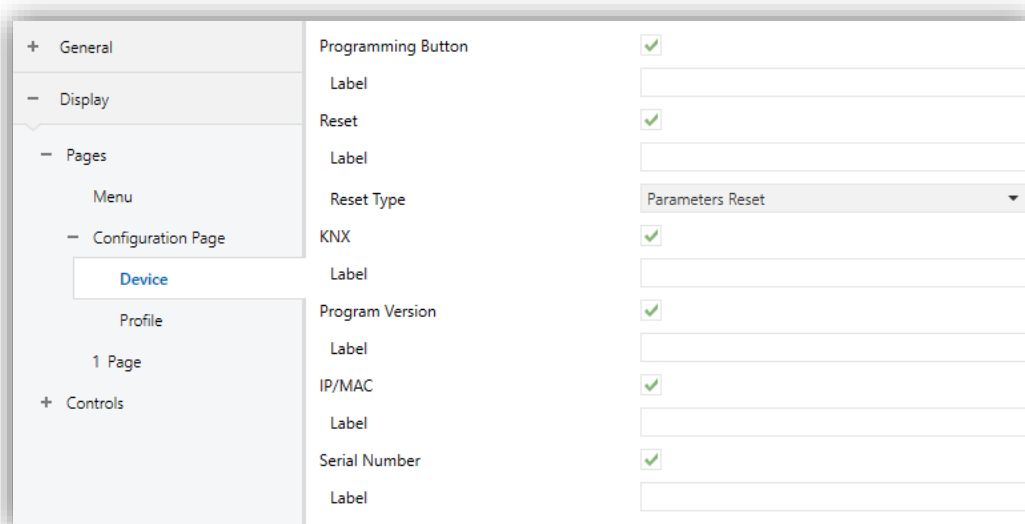 + General
− Display
− Pages
Menu
− Configuration Page
Device
Profile
1 Page
+ Controls
Programming Button
Label
Reset
Label
Reset Type Parameters Reset
KNX
Label
Program Version
Label
IP/MAC
Label
Serial Number
Label